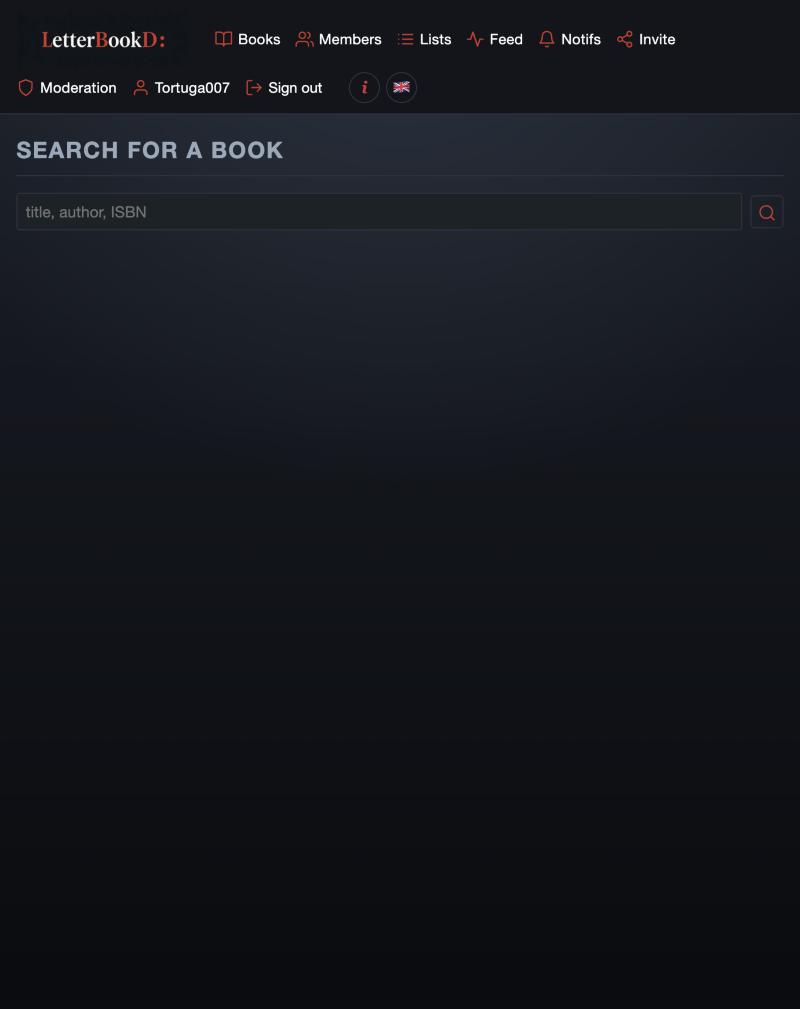 LetterBookD:
Books Members Lists Feed Notifs Invite
Moderation Tortuga007 Sign out i
SEARCH FOR A BOOK
title, author, ISBN